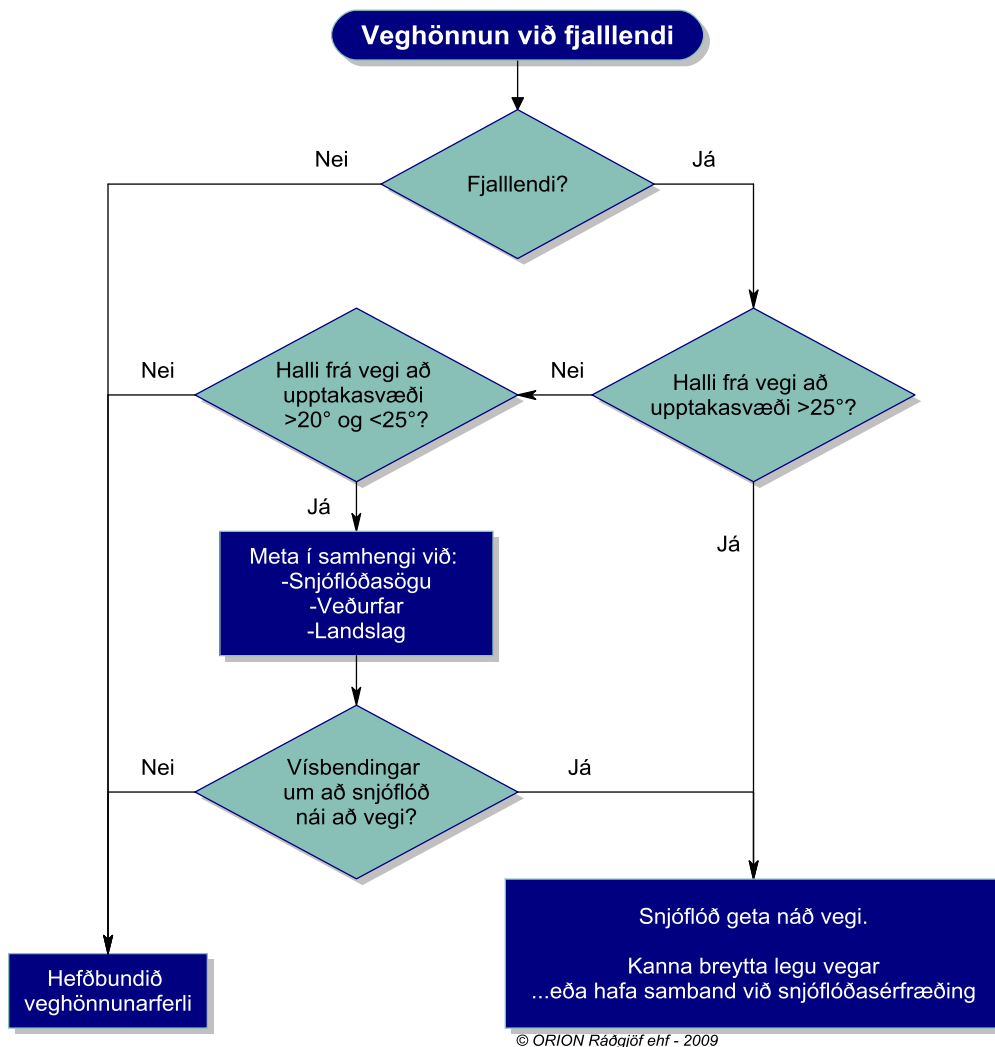 Veghönnun við fjalllendi
Nei
Já
Fjalllendi?
Nei
Halli frá vegi að
upptakasvæði
>20° og <25°?
Nei
Halli frá vegi að
upptakasvæði >25°?
Já
Já
Meta í samhengi við:
-Snjóflóðasögu
-Veðurfar
-Landslag
Nei
Vísbendingar
um að snjóflóð
nái að vegi?
Já
Snjóflóð geta náð vegi.
Kanna breytta legu vegar
...eða hafa samband við snjóflóðasérfræðing
Hefðbundið
veghönnunarferli
© ORION Ráðgjöf ehf - 2009